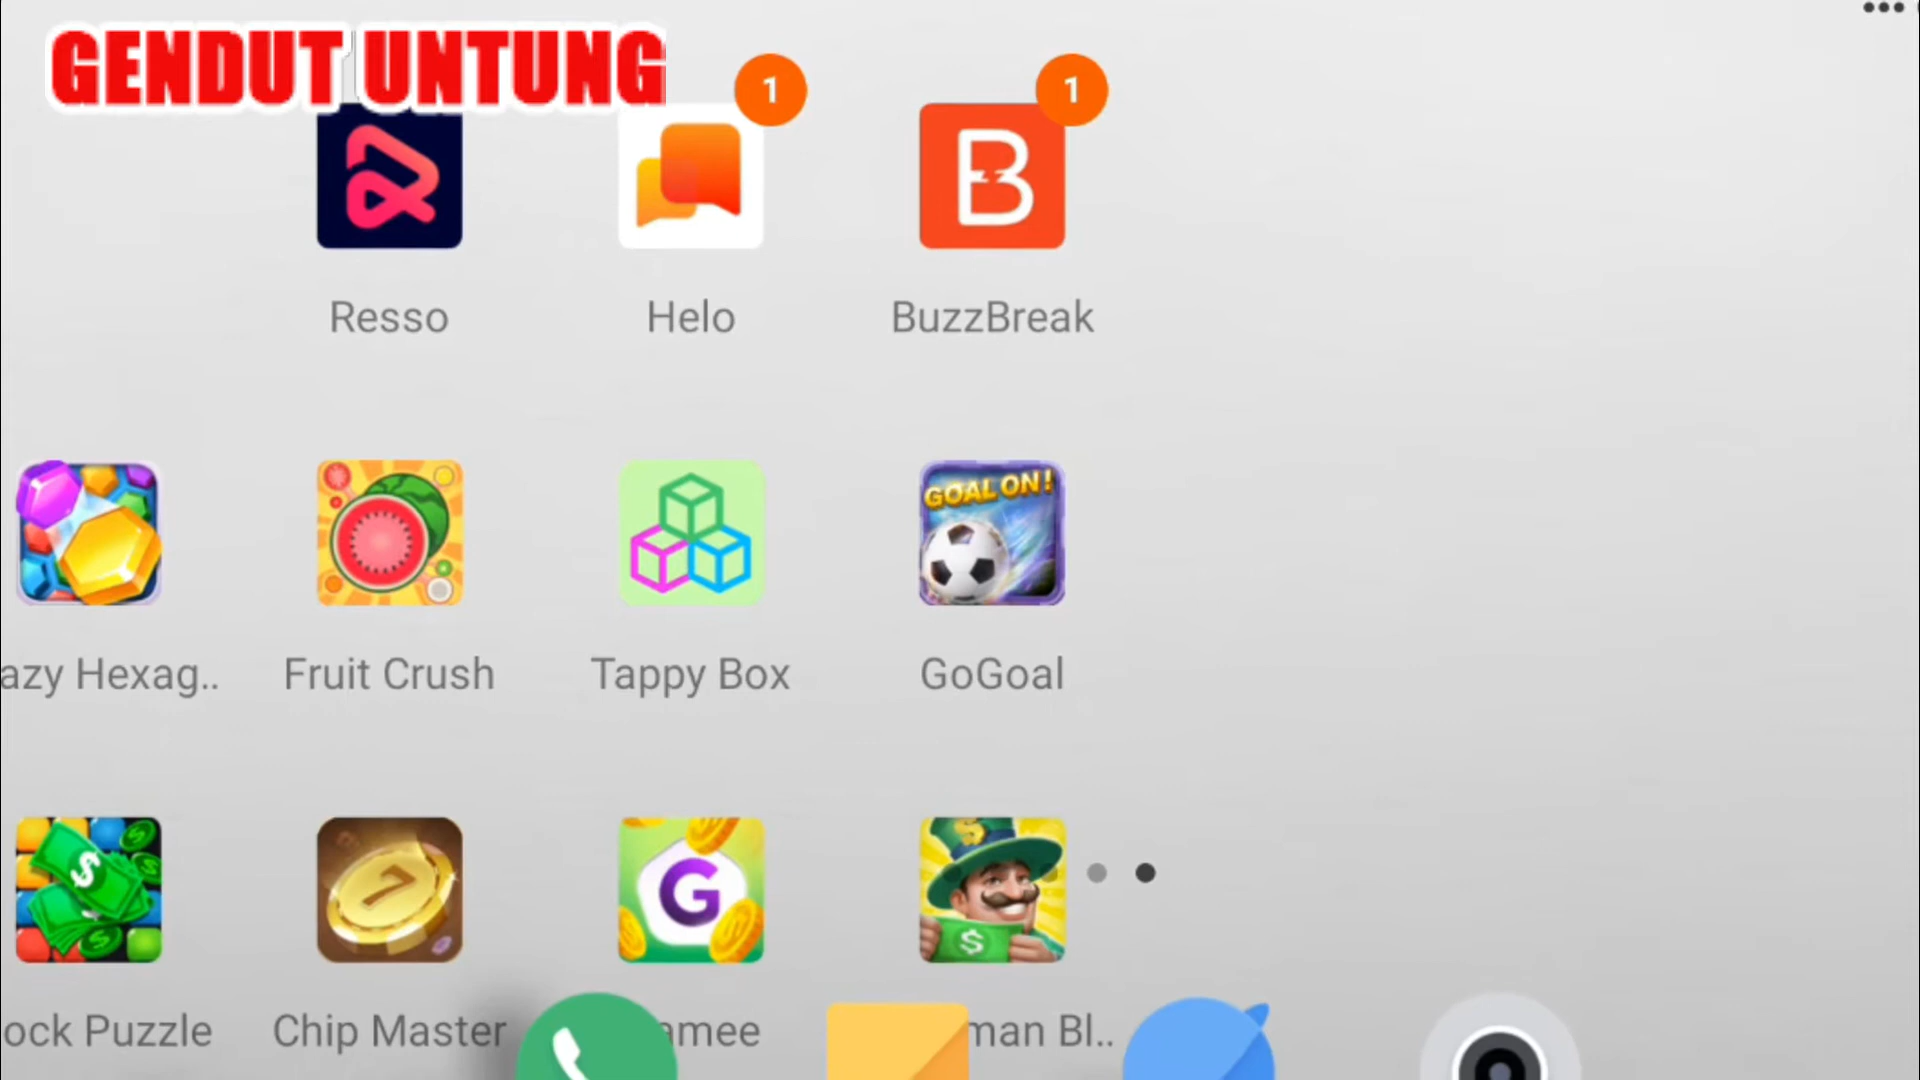 GENDUT UNTUNG
1
1
B
Resso
Helo
BuzzBreak
GOAL ON!
azy Hexag..
Fruit Crush
Tappy Box
GoGoal
$
7
G
$
ock Puzzle
Chip Master
amee
man Bl..